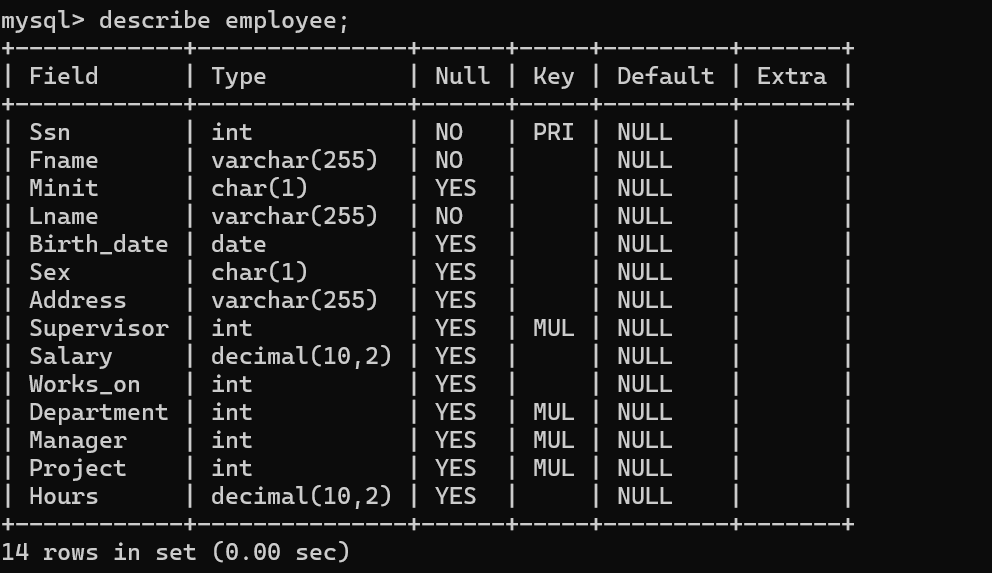 mysql> describe employee;
+------------+---------------+------+-----+---------+-------+
| Field      | Type          | Null | Key | Default | Extra |
+------------+---------------+------+-----+---------+-------+
| Ssn        | int           | NO   | PRI | NULL    |       |
| Fname      | varchar(255)  | NO   |     | NULL    |       |
| Minit      | char(1)       | YES  |     | NULL    |       |
| Lname      | varchar(255)  | NO   |     | NULL    |       |
| Birth_date | date          | YES  |     | NULL    |       |
| Sex        | char(1)       | YES  |     | NULL    |       |
| Address    | varchar(255)  | YES  |     | NULL    |       |
| Supervisor | int           | YES  | MUL | NULL    |       |
| Salary     | decimal(10,2) | YES  |     | NULL    |       |
| Works_on   | int           | YES  |     | NULL    |       |
| Department | int           | YES  | MUL | NULL    |       |
| Manager    | int           | YES  | MUL | NULL    |       |
| Project    | int           | YES  | MUL | NULL    |       |
| Hours      | decimal(10,2) | YES  |     | NULL    |       |
+------------+---------------+------+-----+---------+-------+
14 rows in set (0.00 sec)